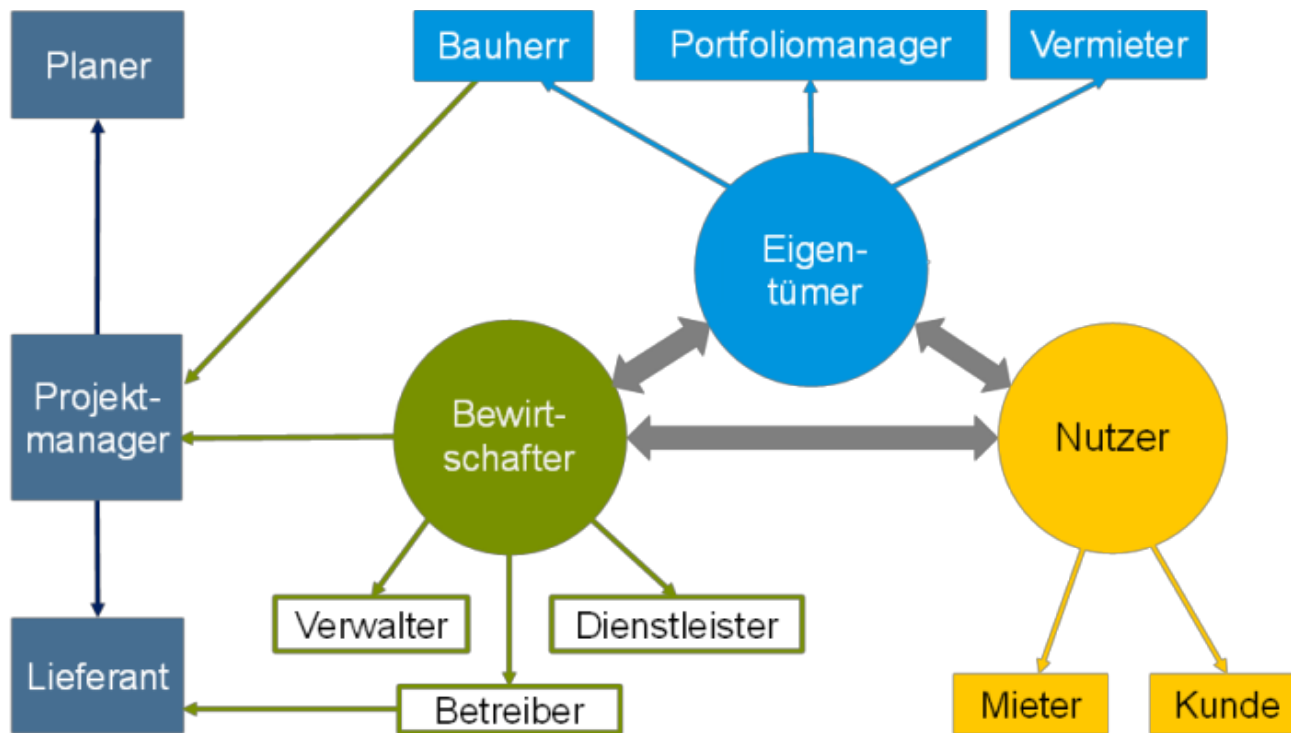 Planer
Bauherr
Portfoliomanager
Vermieter
Eigen-
tümer
Projekt-
manager
Bewirt-
schafter
Nutzer
Verwalter
Dienstleister
Lieferant
Betreiber
Mieter
Kunde